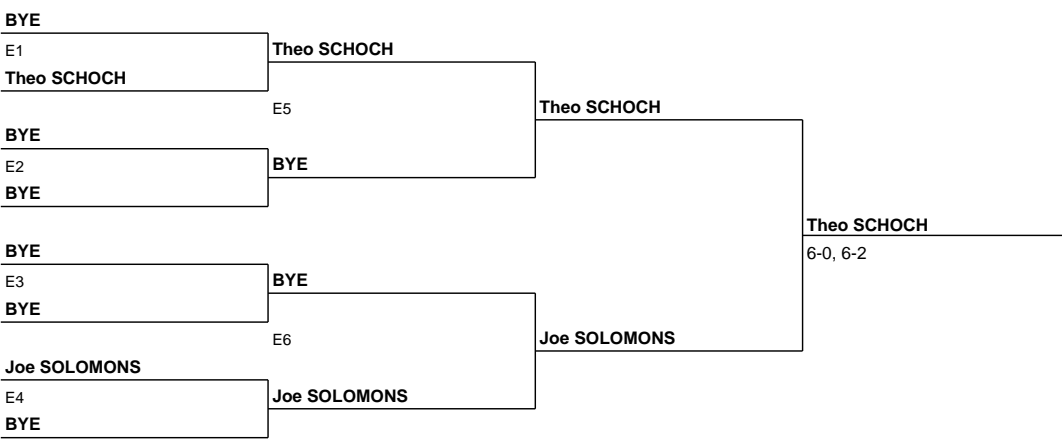 BYE
E1
Theo SCHOCH
Theo SCHOCH
E5
Theo SCHOCH
BYE
E2
BYE
BYE
Theo SCHOCH
6-0, 6-2
BYE
E3
BYE
BYE
E6
Joe SOLOMONS
Joe SOLOMONS
E4
Joe SOLOMONS
BYE